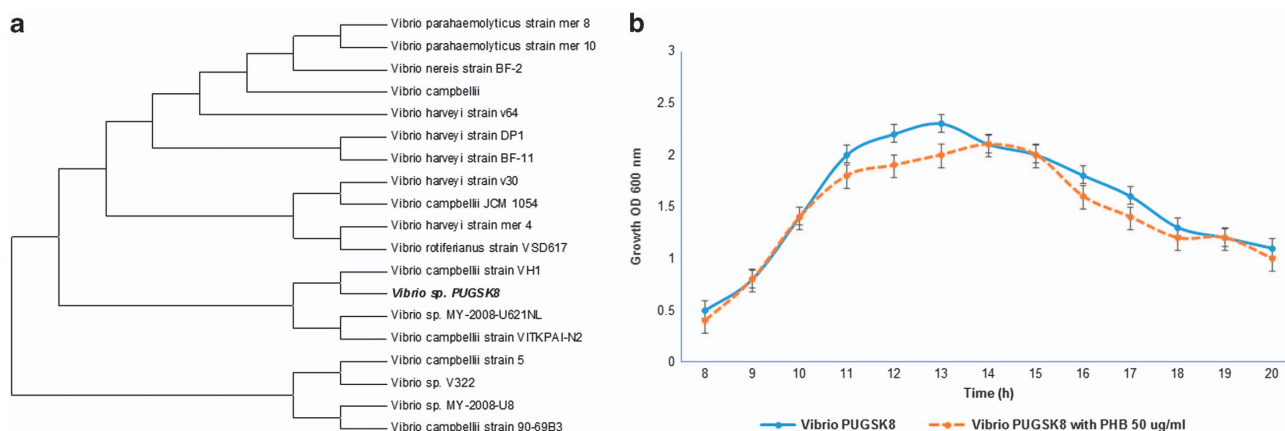 a
Vibrio parahaemolyticus strain mer 8
Vibrio parahaemolyticus strain mer 10
Vibrio nereis strain BF-2
Vibrio campbellii
Vibrio harveyi strain v64
Vibrio harveyi strain DP1
Vibrio harveyi strain BF-11
Vibrio harveyi strain v30
Vibrio campbellii JCM 1054
Vibrio harveyi strain mer 4
Vibrio rotiferianus strain VSD617
Vibrio campbellii strain VH1
Vibrio sp. PUGSK8
Vibrio sp. MY-2008-U621NL
Vibrio campbellii strain VITKPAI-N2
Vibrio campbellii strain 5
Vibrio sp. V322
Vibrio sp. MY-2008-U8
Vibrio campbellii strain 90-69B3
b
Growth OD 600 nm
3
2.5
2
1.5
1
0.5
0
8 9 10 11 12 13 14 15 16 17 18 19 20
Time (h)
Vibrio PUGSK8 Vibrio PUGSK8 with PHB 50 ug/ml